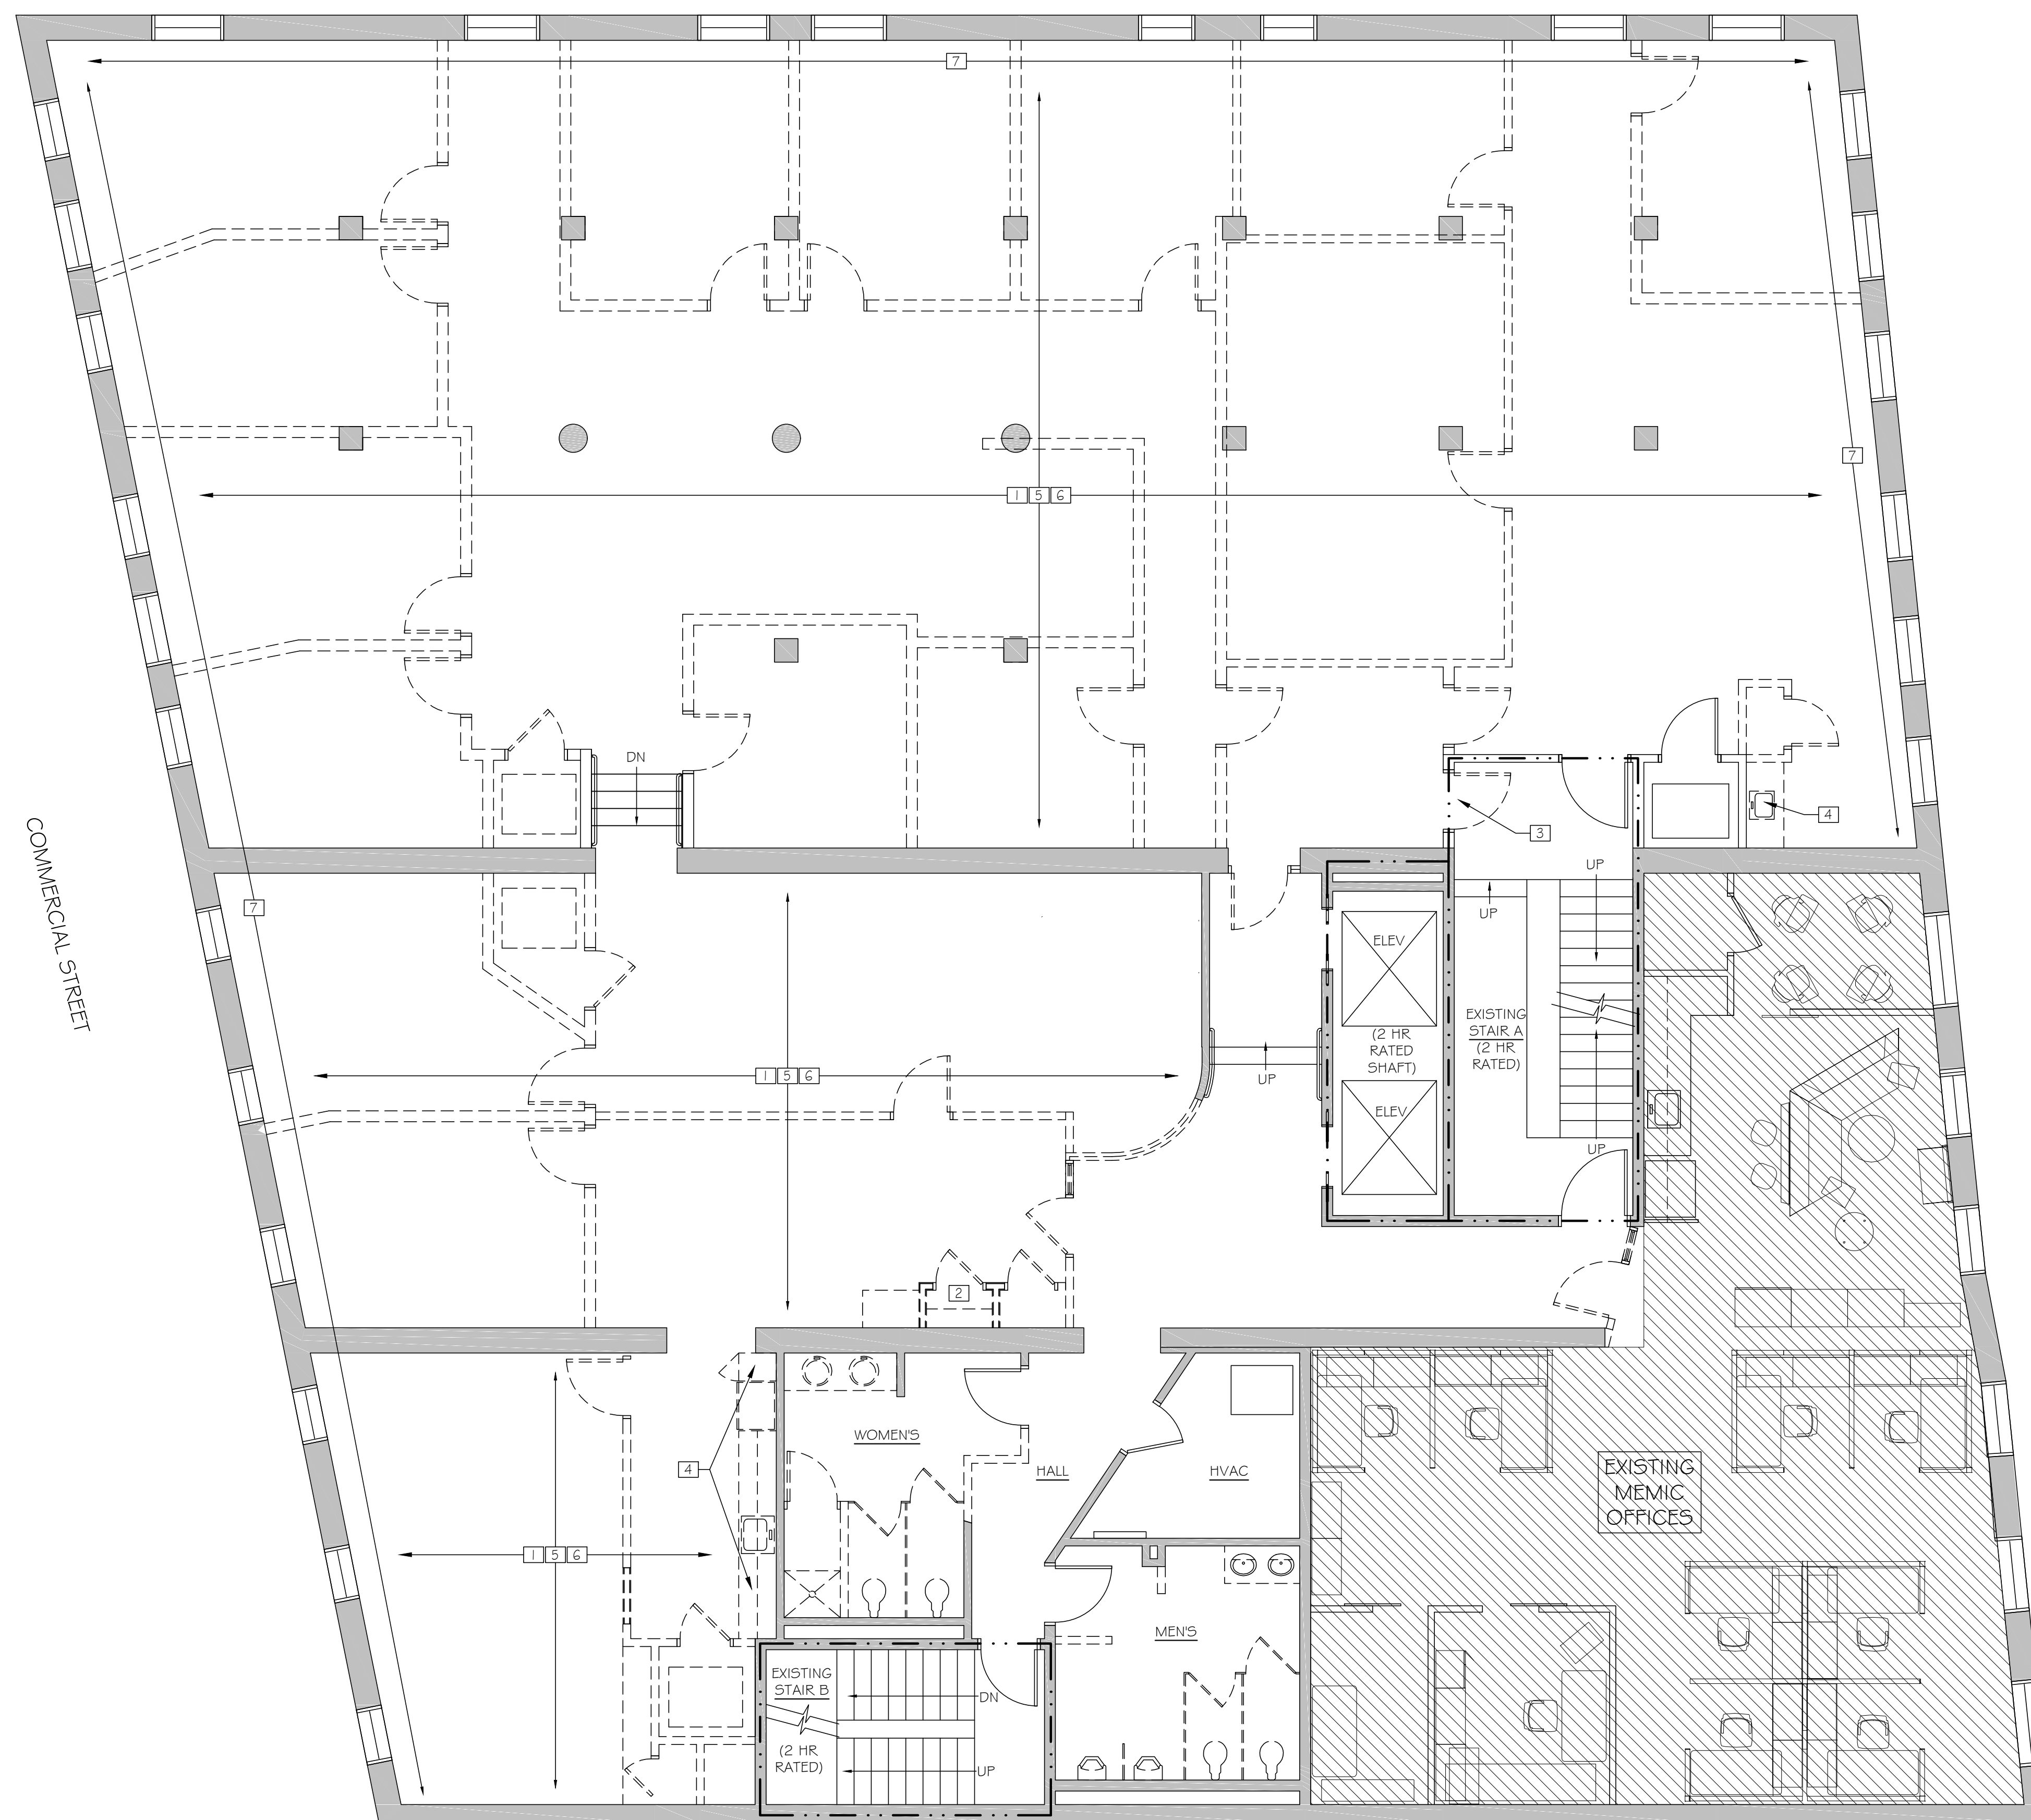 7
7
1 5 6
DN
4
3
UP
UP
COMMERCIAL STREET
7
ELEV
(2 HR
RATED
SHAFT)
ELEV
EXISTING
STAIR A
(2 HR
RATED)
UP
1 5 6
UP
2
WOMEN'S
HALL
HVAC
4
EXISTING
MEMIC
OFFICES
1 5 6
MEN'S
EXISTING
STAIR B
(2 HR
RATED)
DN
UP